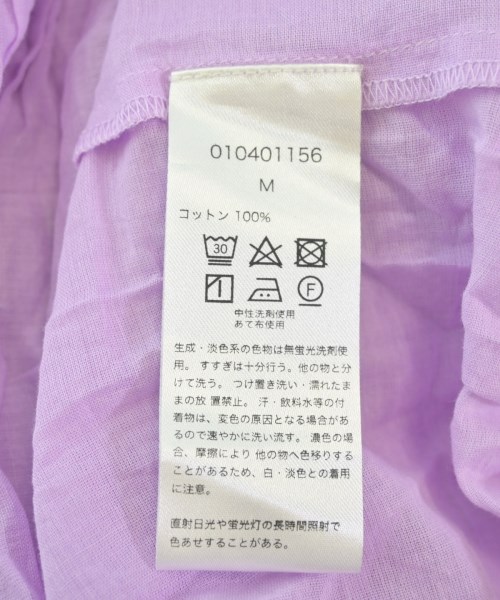 010401156
M
コットン 100%
30
F
中性洗剤使用
あて布使用
生成・淡色系の色物は無蛍光洗剤使
用。 すすぎは十分行う。他の物と分
けて洗う。 つけ置き洗い・濡れたま
まの放 置禁止。 汗・飲料水等の付
着物は、変色の原因となる場合があ
るので速やかに洗い流す。 濃色の場
合、摩擦により 他の物へ色移りする
ことがあるため、白・淡色との着用
に注意。
直射日光や蛍光灯の長時間照射で
色あせすることがある。